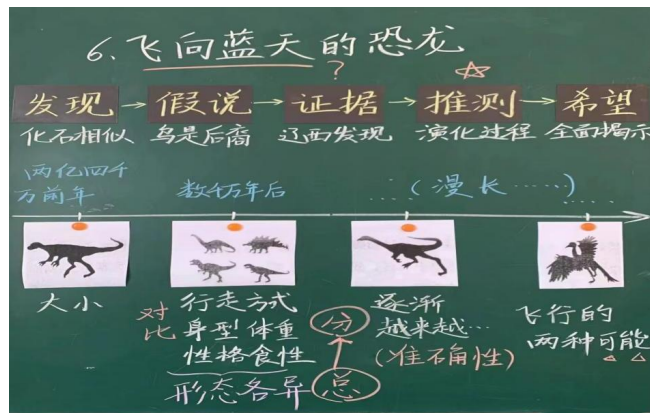 6、飞向蓝天的恐龙
?
发现→假说→证据→推测→希望
化石相似 鸟是后裔 辽西发现 演化过程 全面揭示
两亿四千
万前年 数千万年后 ……(漫长……)……
大小
对比
行走方式
身型体重
性格食性
形态各异
分
总
逐渐
越来越…
(准确性)
飞行的
两种可能